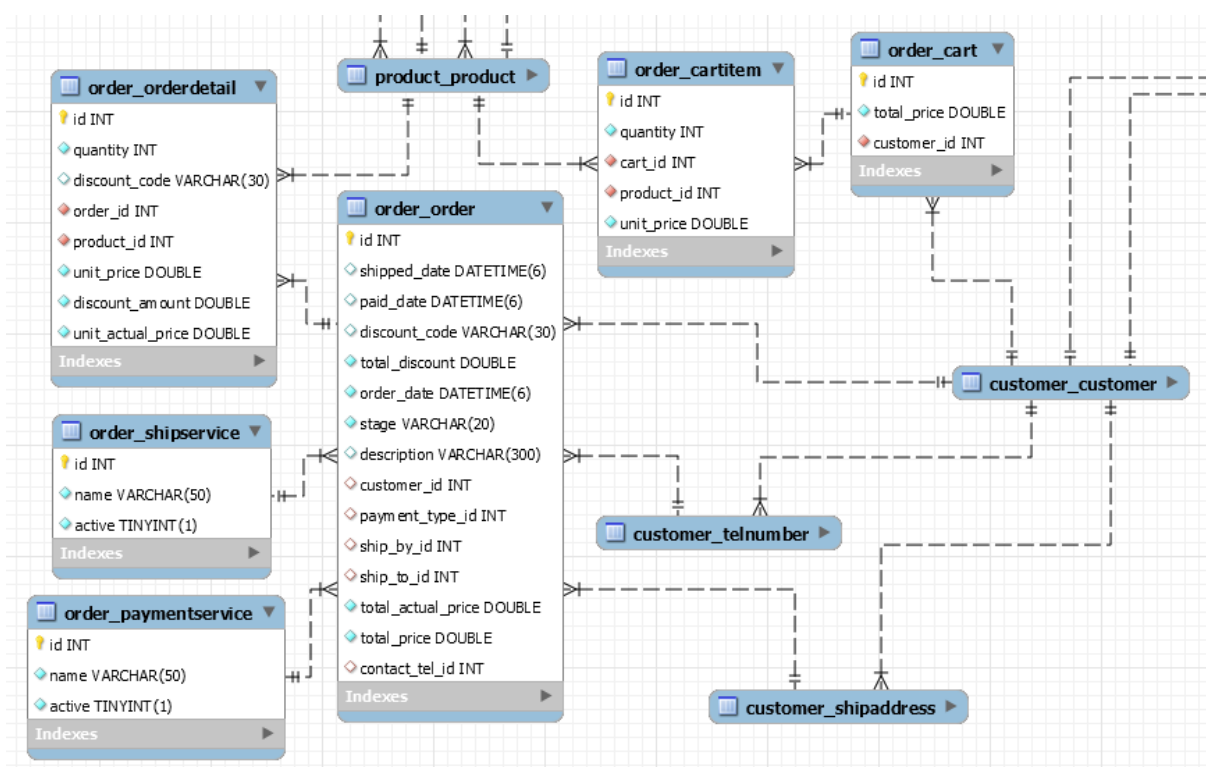 order_orderdetail
id INT
quantity INT
discount_code VARCHAR(30)
order_id INT
product_id INT
unit_price DOUBLE
discount_amount DOUBLE
unit_actual_price DOUBLE
Indexes
product_product
order_cartitem
id INT
quantity INT
cart_id INT
product_id INT
unit_price DOUBLE
Indexes
order_cart
id INT
total_price DOUBLE
customer_id INT
Indexes
order_order
id INT
shipped_date DATETIME(6)
paid_date DATETIME(6)
discount_code VARCHAR(30)
total_discount DOUBLE
order_date DATETIME(6)
stage VARCHAR(20)
description VARCHAR(300)
customer_id INT
payment_type_id INT
ship_by_id INT
ship_to_id INT
total_actual_price DOUBLE
total_price DOUBLE
contact_tel_id INT
Indexes
customer_customer
order_shipservice
id INT
name VARCHAR(50)
active TINYINT(1)
Indexes
customer_telnumber
order_paymentservice
id INT
name VARCHAR(50)
active TINYINT(1)
Indexes
customer_shipaddress